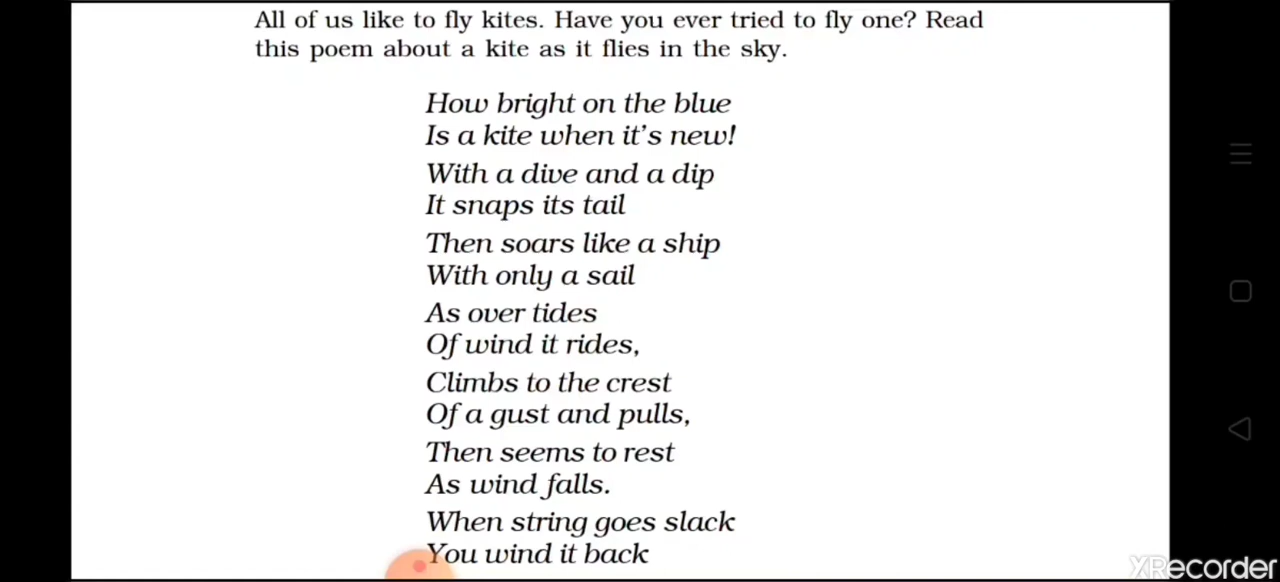 All of us like to fly kites. Have you ever tried to fly one? Read
this poem about a kite as it flies in the sky.
How bright on the blue
Is a kite when it's new!
With a dive and a dip
It snaps its tail
Then soars like a ship
With only a sail
As over tides
Of wind it rides,
Climbs to the crest
Of a gust and pulls,
Then seems to rest
As wind falls.
When string goes slack
You wind it back
XRecorder